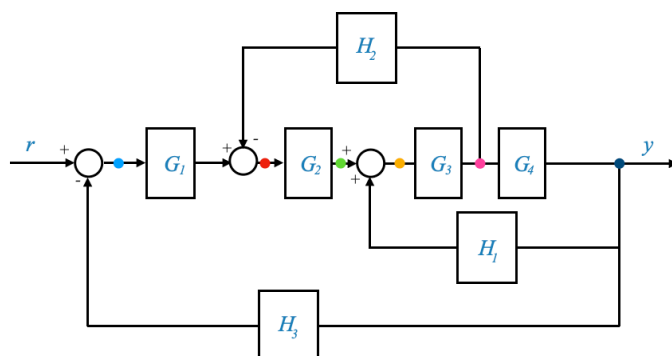 H₂
r
+
-
G₁
+
-
G₂
+
+
G₃
G₄
y
H₁
H₃